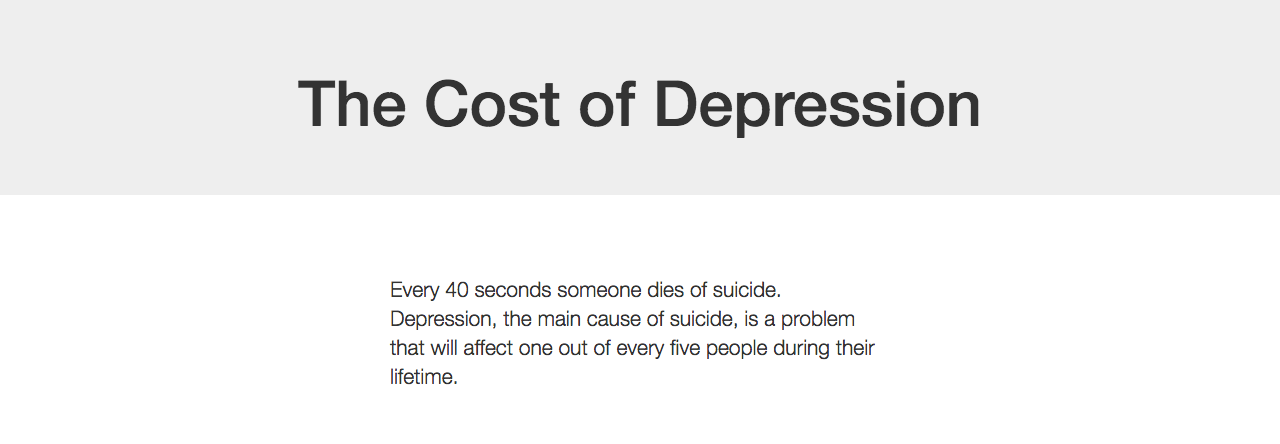 The Cost of Depression
Every 40 seconds someone dies of suicide.
Depression, the main cause of suicide, is a problem
that will affect one out of every five people during their
lifetime.